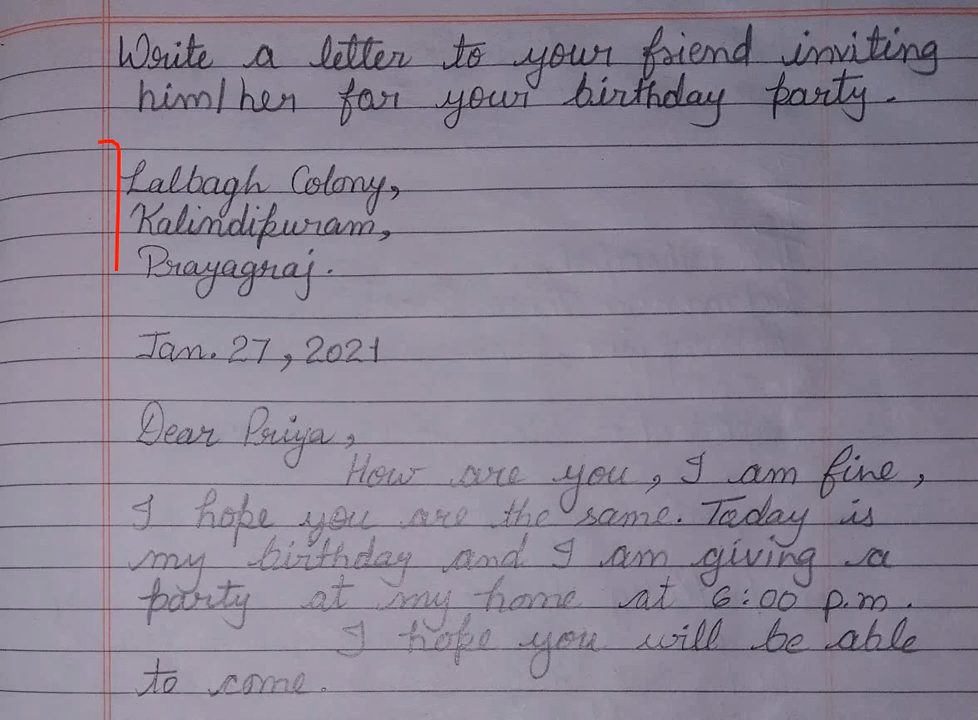 Write a letter to your friend inviting
him/her for your birthday party.
Lalbagh Colony,
Kalindipuram,
Prayagraj.
Jan. 27, 2021
Dear Priya,
How are you, I am fine,
I hope you are the same. Today is
my birthday and I am giving a
party at my home at 6:00 p.m.
I hope you will be able
to come.